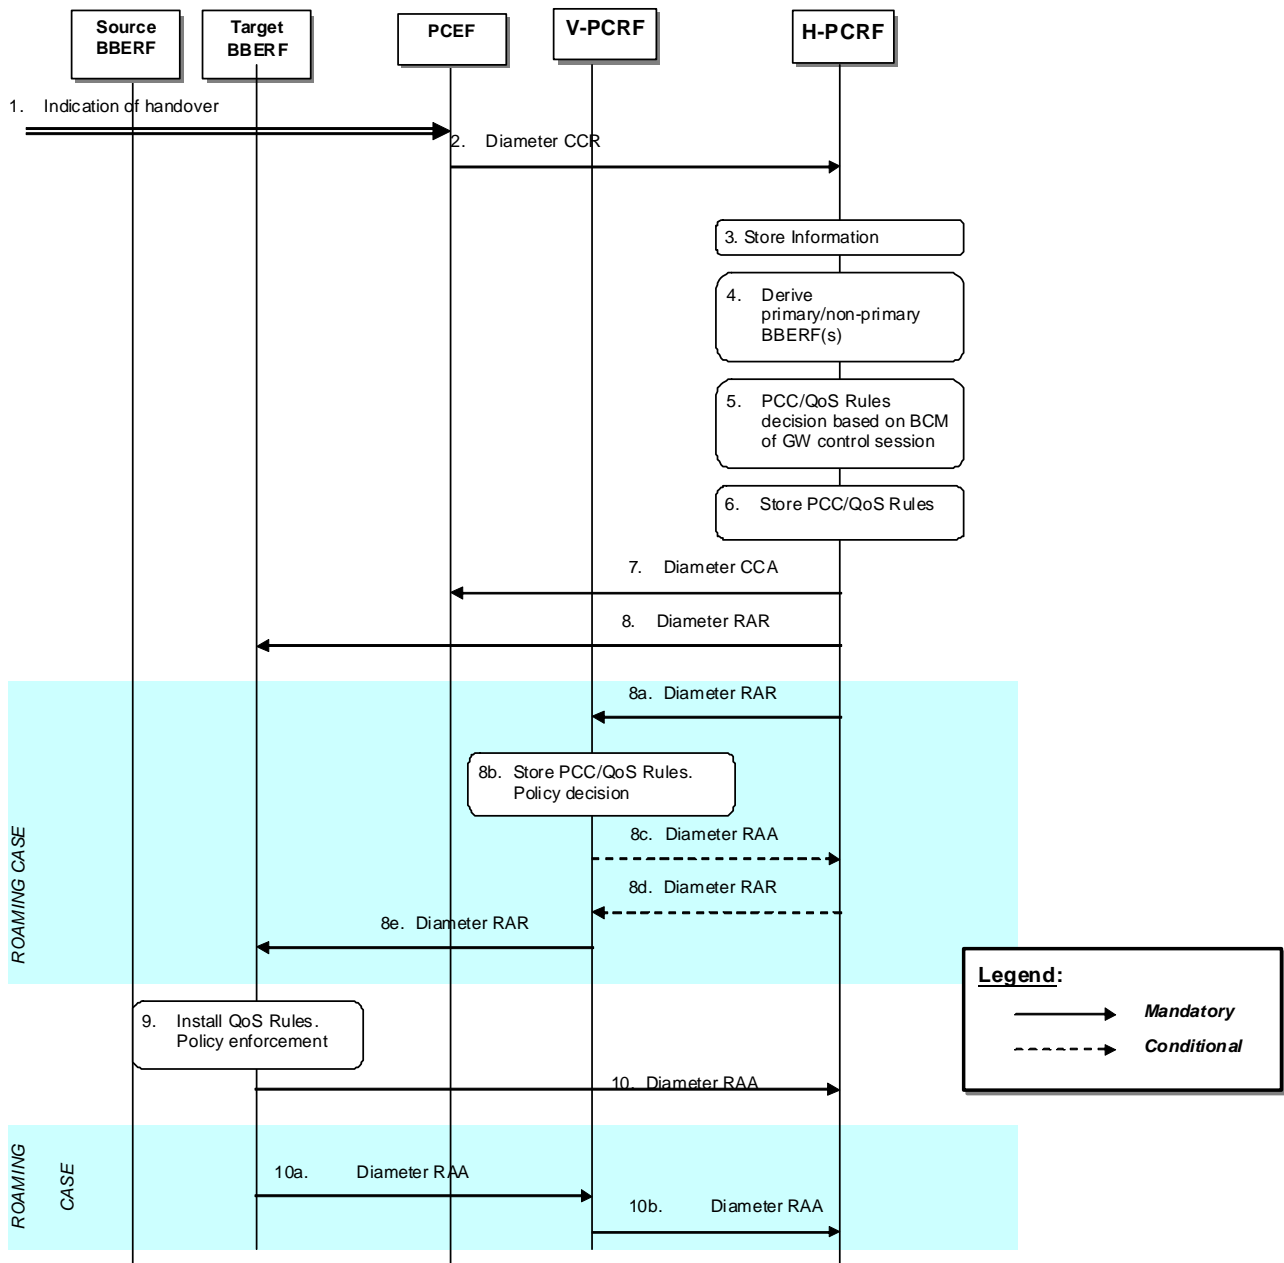 Source
BBERF
Target
BBERF
PCEF
V-PCRF
H-PCRF
1. Indication of handover
2. Diameter CCR
3. Store Information
4. Derive
primary/non-primary
BBERF(s)
5. PCC/QoS Rules
decision based on BCM
of GW control session
6. Store PCC/QoS Rules
7. Diameter CCA
8. Diameter RAR
8a. Diameter RAR
8b. Store PCC/QoS Rules.
Policy decision
8c. Diameter RAA
8d. Diameter RAR
8e. Diameter RAR
ROAMING CASE
Legend:
Mandatory
Conditional
9. Install QoS Rules.
Policy enforcement
10. Diameter RAA
ROAMING
CASE
10a. Diameter RAA
10b. Diameter RAA